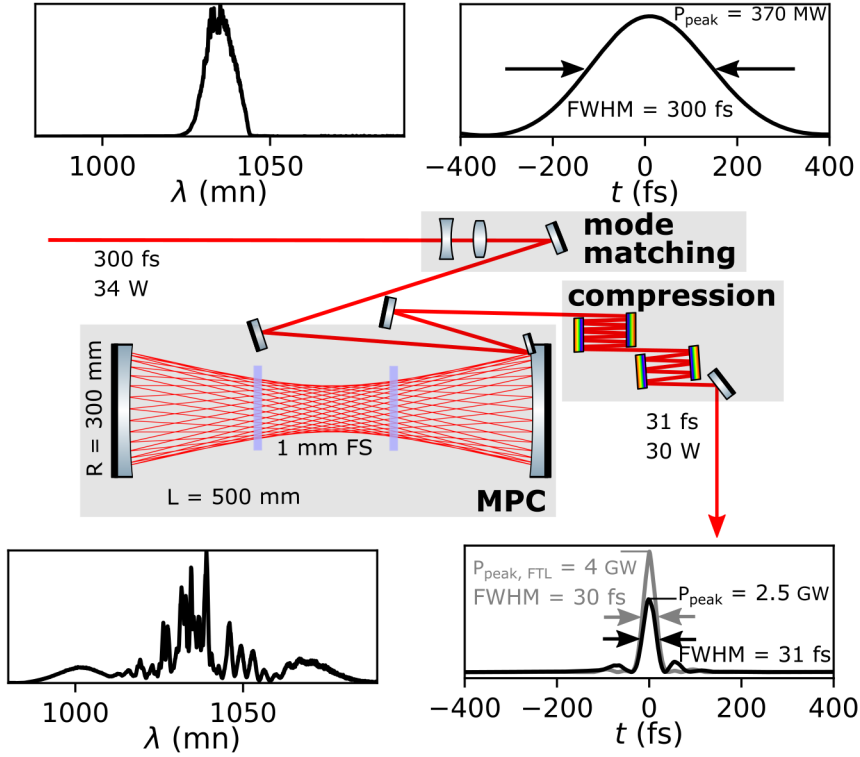 P_peak = 370 MW
FWHM = 300 fs
1000
1050
λ (mn)
−400
−200
0
200
400
t (fs)
300 fs
34 W
mode
matching
compression
R = 300 mm
1 mm FS
L = 500 mm
MPC
31 fs
30 W
1000
1050
λ (mn)
P_peak, FTL = 4 GW
FWHM = 30 fs
P_peak = 2.5 GW
FWHM = 31 fs
−400
−200
0
200
400
t (fs)